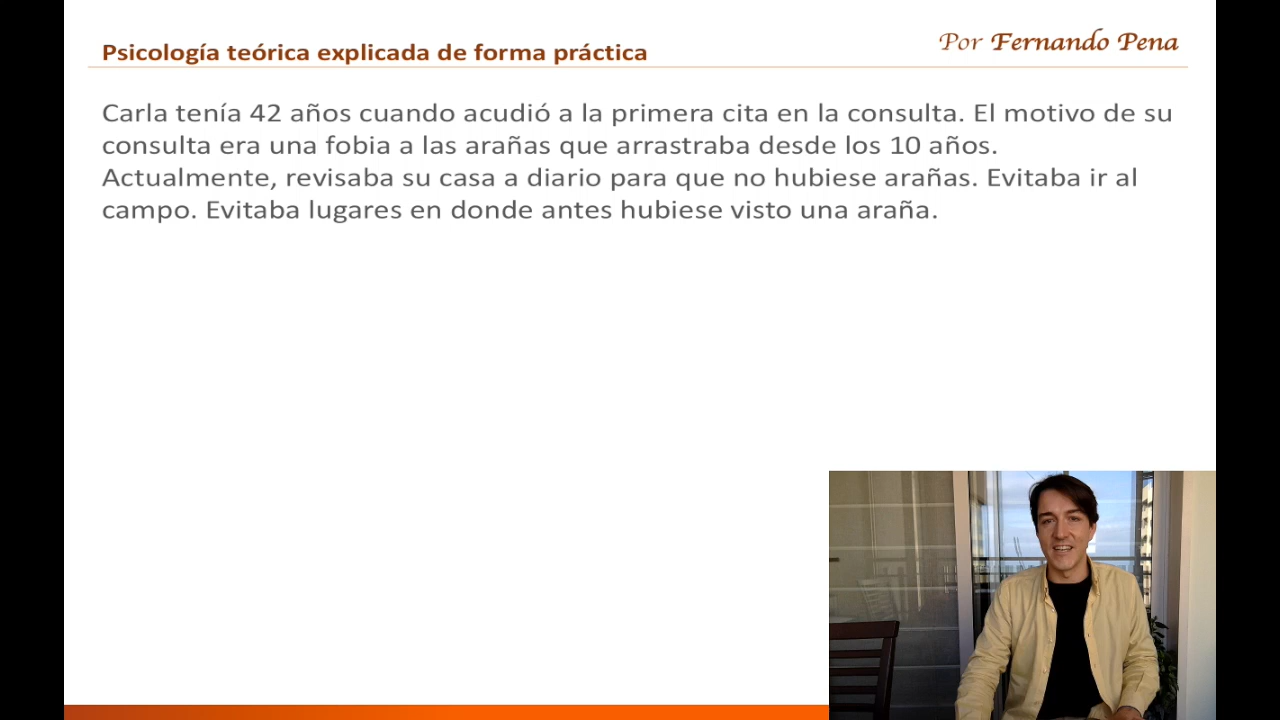 Psicología teórica explicada de forma práctica
Por Fernando Pena
Carla tenía 42 años cuando acudió a la primera cita en la consulta. El motivo de su
consulta era una fobia a las arañas que arrastraba desde los 10 años.
Actualmente, revisaba su casa a diario para que no hubiese arañas. Evitaba ir al
campo. Evitaba lugares en donde antes hubiese visto una araña.